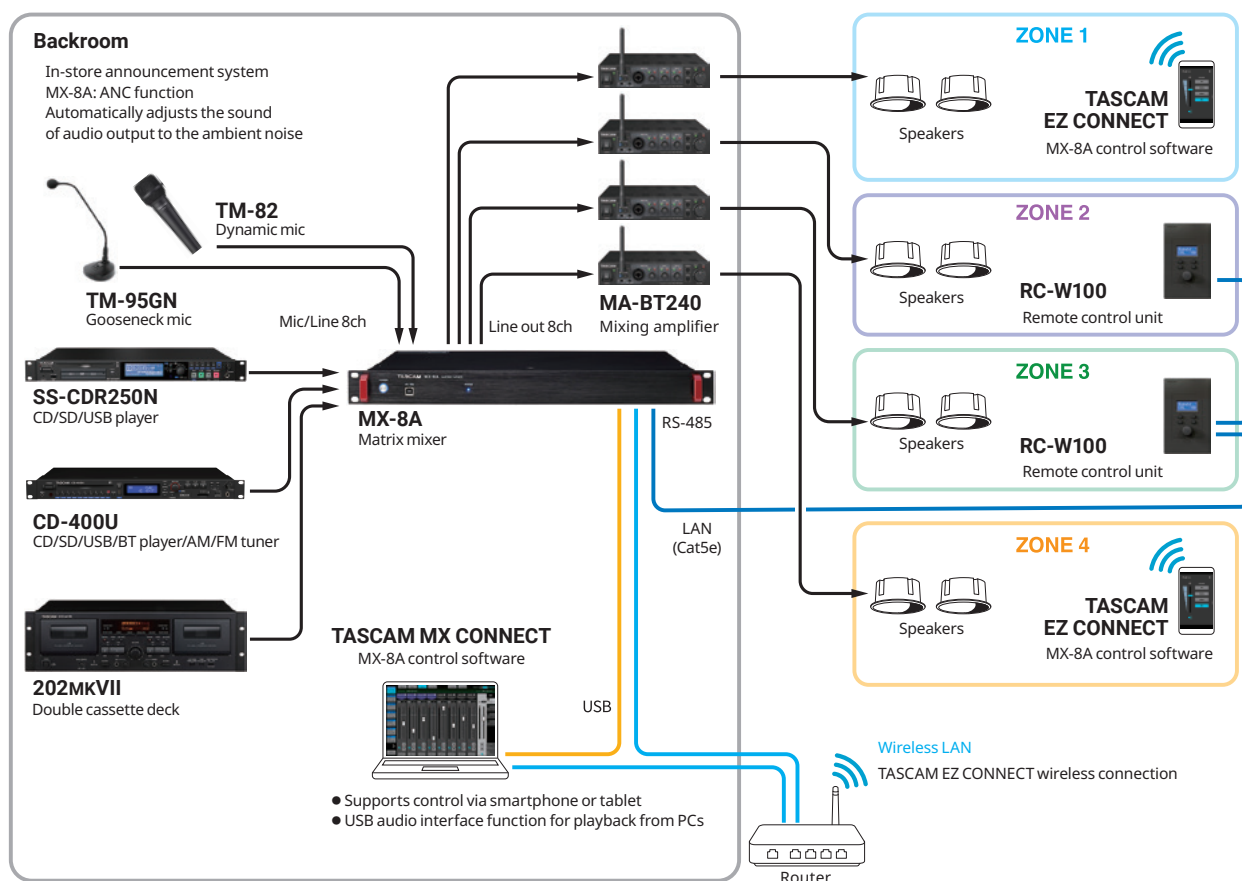 Backroom
In-store announcement system
MX-8A: ANC function
Automatically adjusts the sound
of audio output to the ambient noise
TM-82
Dynamic mic
TM-95GN
Gooseneck mic
Mic/Line 8ch
Line out 8ch
MA-BT240
Mixing amplifier
SS-CDR250N
CD/SD/USB player
TASCAM
MX-8A
Matrix mixer
RS-485
CD-400U
CD/SD/USB/BT player/AM/FM tuner
LAN
(Cat5e)
202MKVII
Double cassette deck
TASCAM MX CONNECT
MX-8A control software
USB
● Supports control via smartphone or tablet
● USB audio interface function for playback from PCs
ZONE 1
Speakers
TASCAM
EZ CONNECT
MX-8A control software
ZONE 2
Speakers
RC-W100
Remote control unit
ZONE 3
Speakers
RC-W100
Remote control unit
ZONE 4
Speakers
TASCAM
EZ CONNECT
MX-8A control software
Wireless LAN
TASCAM EZ CONNECT wireless connection
Router